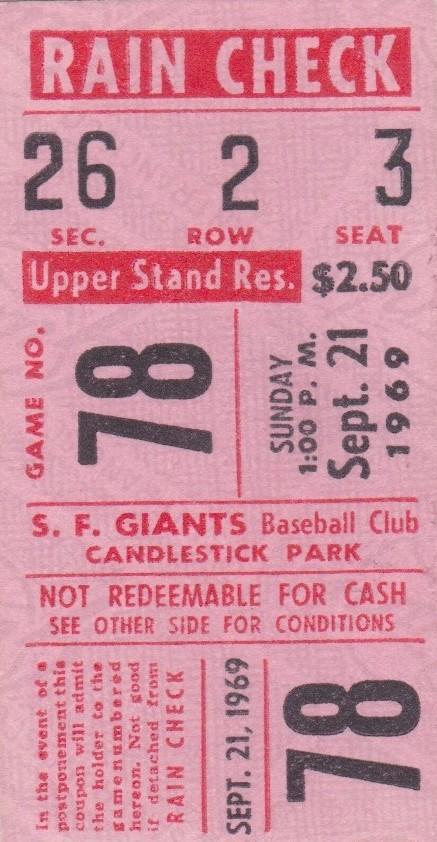 RAIN CHECK
26 2 3
SEC. ROW SEAT
Upper Stand Res. $2.50
GAME NO.
78
SUNDAY
1:00 P. M.
Sept. 21
1969
S. F. GIANTS Baseball Club
CANDLESTICK PARK
NOT REDEEMABLE FOR CASH
SEE OTHER SIDE FOR CONDITIONS
In the event of a
postponement this
coupon will admit
the holder to the
game numbered
hereon. Not good
if detached from
RAIN CHECK
SEPT. 21, 1969
78